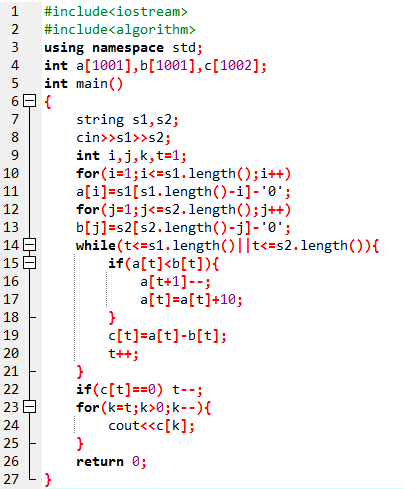 1 #include<iostream>
2 #include<algorithm>
3 using namespace std;
4 int a[1001],b[1001],c[1002];
5 int main()
6 {
7 string s1,s2;
8 cin>>s1>>s2;
9 int i,j,k,t=1;
10 for(i=1;i<=s1.length();i++)
11 a[i]=s1[s1.length()-i]-'0';
12 for(j=1;j<=s2.length();j++)
13 b[j]=s2[s2.length()-j]-'0';
14 while(t<=s1.length()||t<=s2.length()){
15 if(a[t]<b[t]){
16 a[t+1]--;
17 a[t]=a[t]+10;
18 }
19 c[t]=a[t]-b[t];
20 t++;
21 }
22 if(c[t]==0) t--;
23 for(k=t;k>0;k--){
24 cout<<c[k];
25 }
26 return 0;
27 }